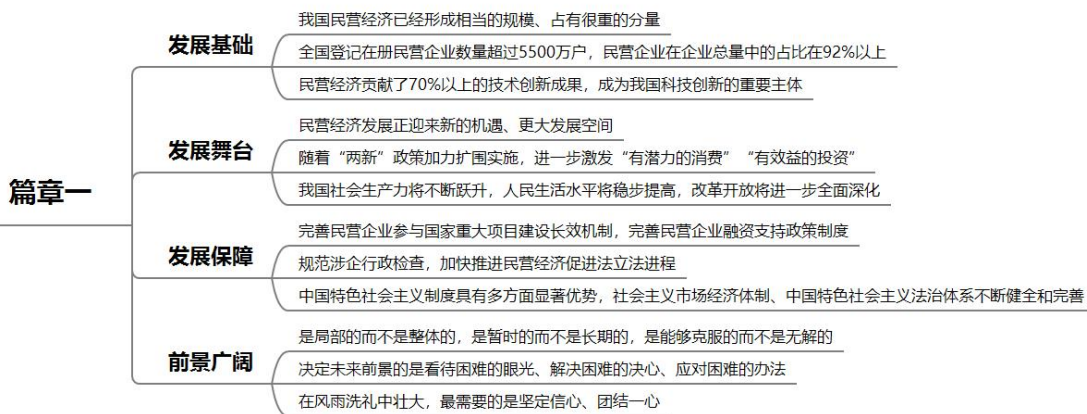 篇章一
发展基础
我国民营经济已经形成相当的规模、占有很重的分量
全国登记在册民营企业数量超过5500万户，民营企业在企业总量中的占比在92%以上
民营经济贡献了70%以上的技术创新成果，成为我国科技创新的重要主体
发展舞台
民营经济发展正迎来新的机遇、更大发展空间
随着“两新”政策加力扩围实施，进一步激发“有潜力的消费”“有效益的投资”
我国社会生产力将不断跃升，人民生活水平将稳步提高，改革开放将进一步全面深化
发展保障
完善民营企业参与国家重大项目建设长效机制，完善民营企业融资支持政策制度
规范涉企行政检查，加快推进民营经济促进法立法进程
中国特色社会主义制度具有多方面显著优势，社会主义市场经济体制、中国特色社会主义法治体系不断健全和完善
前景广阔
是局部的而不是整体的，是暂时的而不是长期的，是能够克服的而不是无解的
决定未来前景的是看待困难的眼光、解决困难的决心、应对困难的办法
在风雨洗礼中壮大，最需要的是坚定信心、团结一心